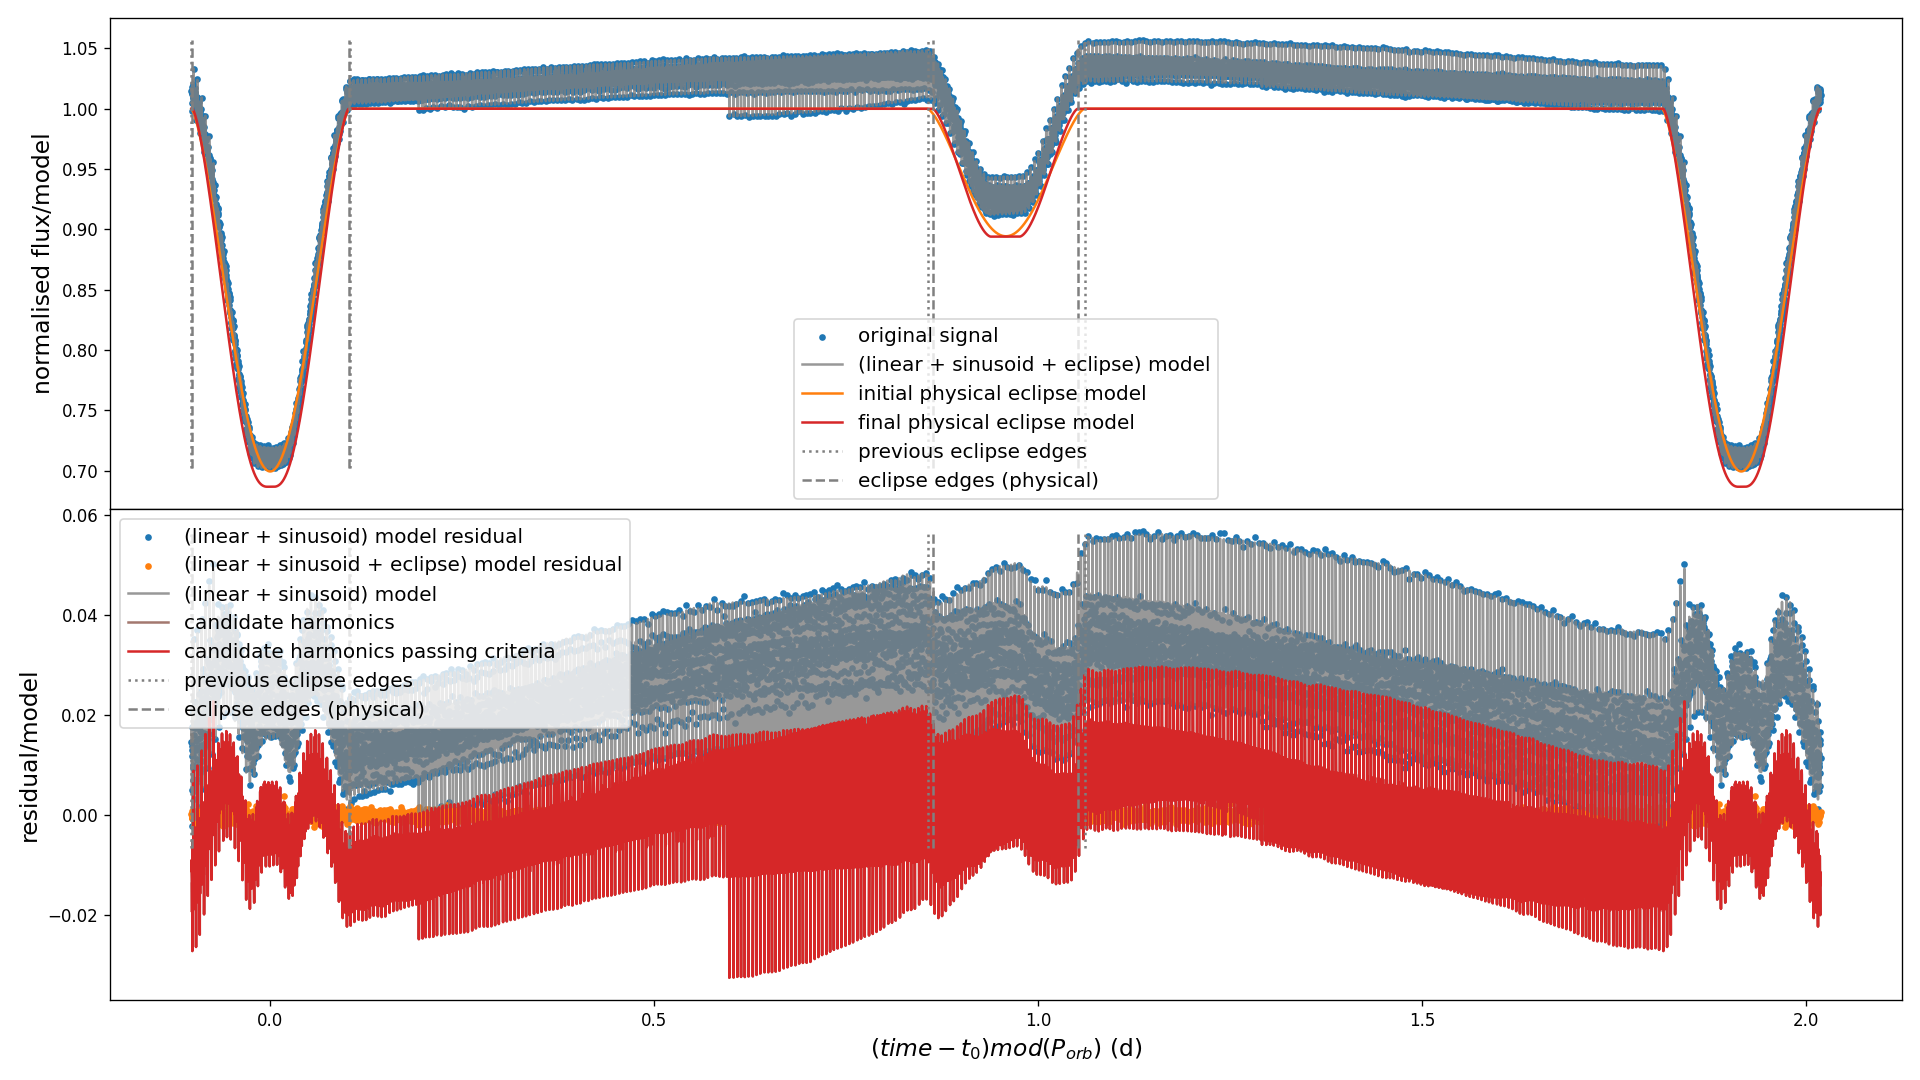 normalised flux/model
1.05
1.00
0.95
0.90
0.85
0.80
0.75
0.70
original signal
(linear + sinusoid + eclipse) model
initial physical eclipse model
final physical eclipse model
previous eclipse edges
eclipse edges (physical)
residual/model
0.06
0.04
0.02
0.00
−0.02
(linear + sinusoid) model residual
(linear + sinusoid + eclipse) model residual
(linear + sinusoid) model
candidate harmonics
candidate harmonics passing criteria
previous eclipse edges
eclipse edges (physical)
0.0 0.5 1.0 1.5 2.0
(time − t₀)mod(Pₒᵣb) (d)